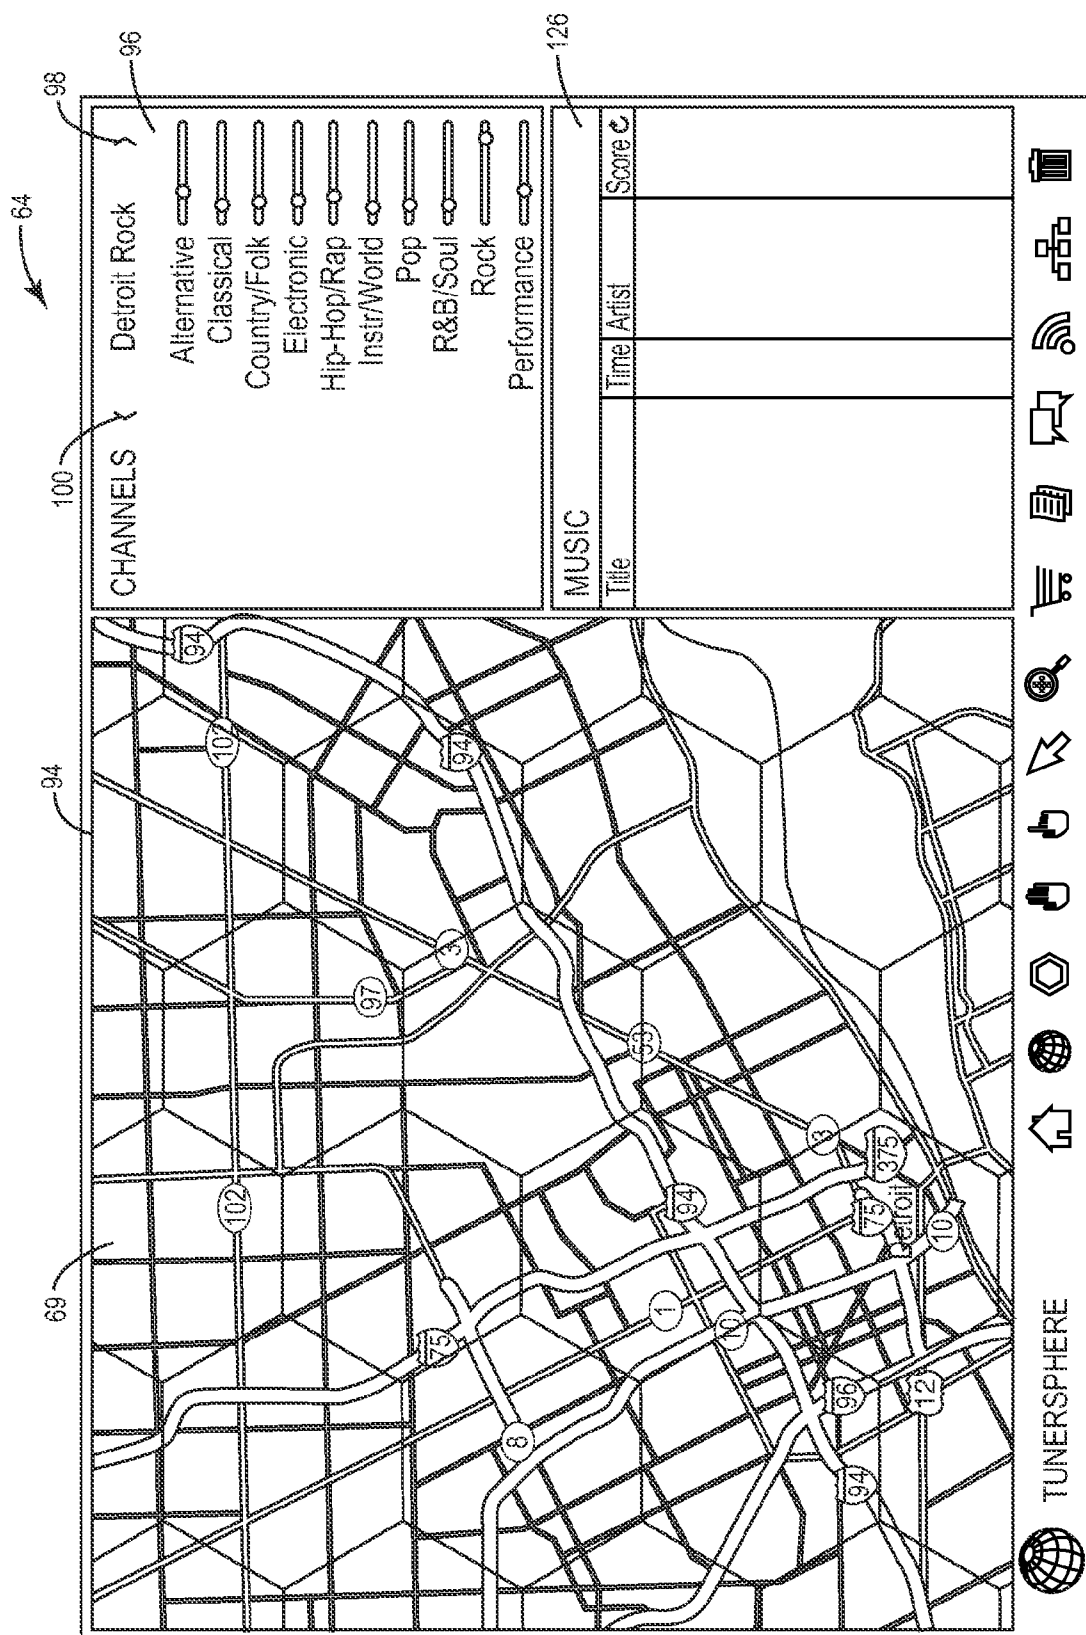 64
94
69
100
98
96
126
CHANNELS
Detroit Rock
Alternative
Classical
Country/Folk
Electronic
Hip-Hop/Rap
Instr/World
Pop
R&B/Soul
Rock
Performance
MUSIC
Title Time Artist Score
94
102
94
3
97
53
102
3
375
94
75
10
1
10
75
96
12
8
94
TUNERSPHERE